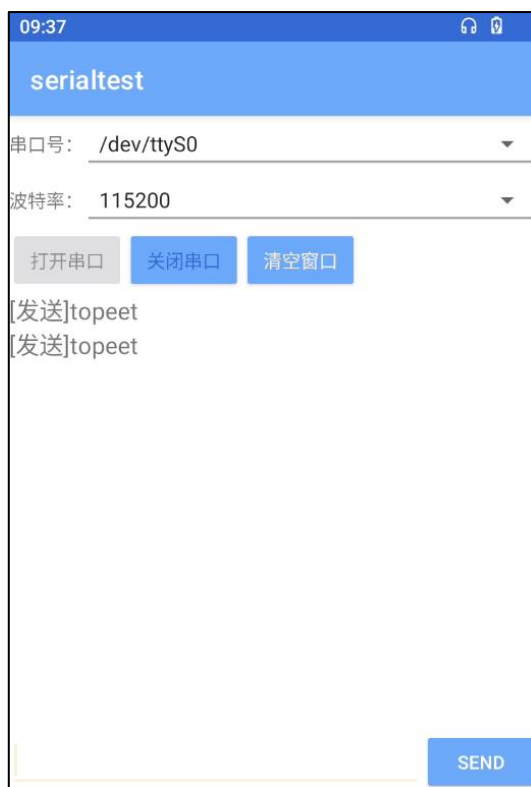 09:37
serialtest
串口号： /dev/ttyS0
波特率： 115200
打开串口 关闭串口 清空窗口
[发送]topeet
[发送]topeet
SEND